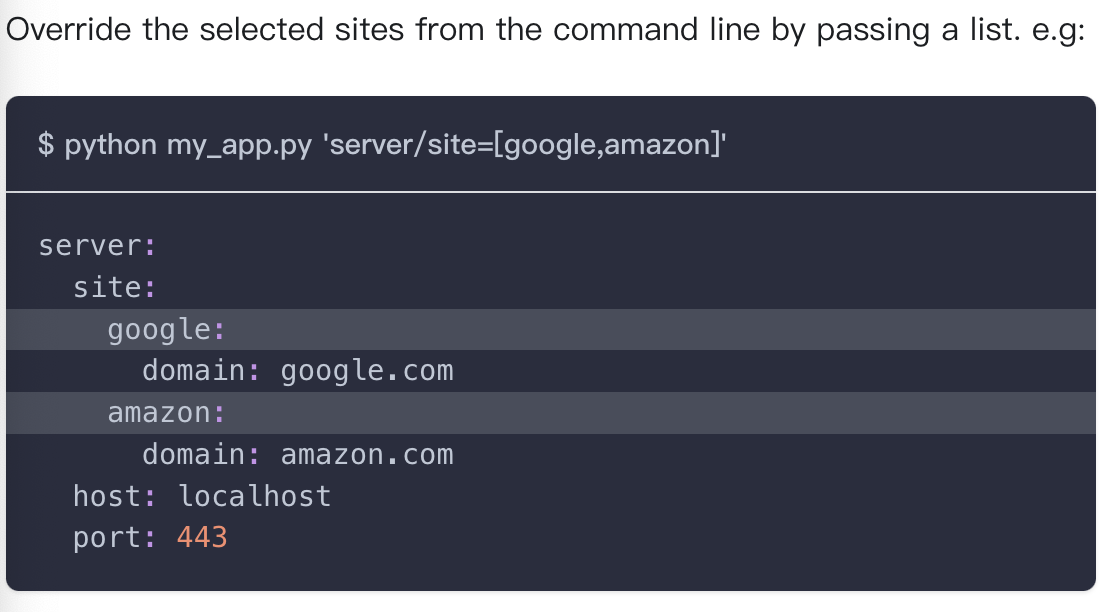 Override the selected sites from the command line by passing a list. e.g:
$ python my_app.py 'server/site=[google,amazon]'
server:
  site:
    google:
      domain: google.com
    amazon:
      domain: amazon.com
  host: localhost
  port: 443